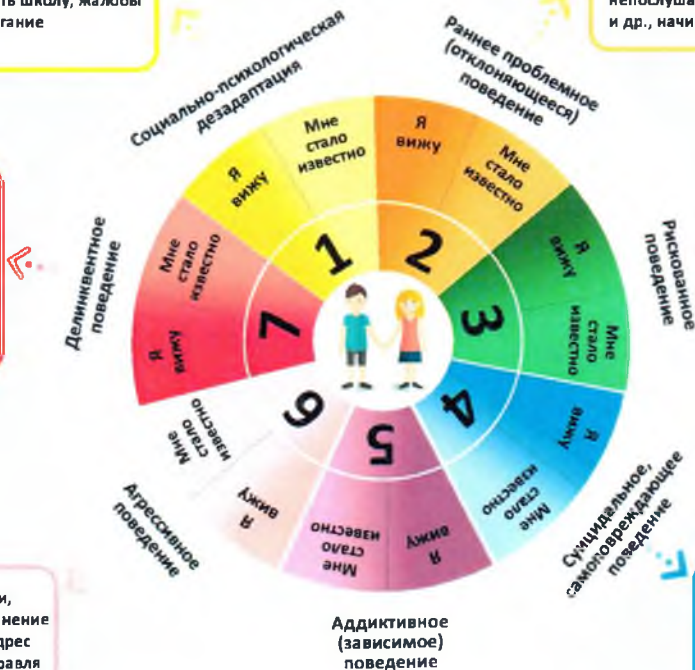 ть школу, жалобы
гание
и др., начи
Социально-психологическая
дезадаптация
Раннее проблемное
(отклоняющееся)
поведение
Рискованное
поведение
Суицидальное,
самоповреждающее
поведение
Аддиктивное
(зависимое)
поведение
Агрессивное
поведение
Делинквентное
поведение
1
Я
вижу
Мне
стало
известно
2
Я
вижу
Мне
стало
известно
3
Я
вижу
Мне
стало
известно
4
Я
вижу
Мне
стало
известно
5
Я
вижу
Мне
стало
известно
6
Я
вижу
Мне
стало
известно
7
Я
вижу
Мне
стало
известно
и,
нение
дрес
равля